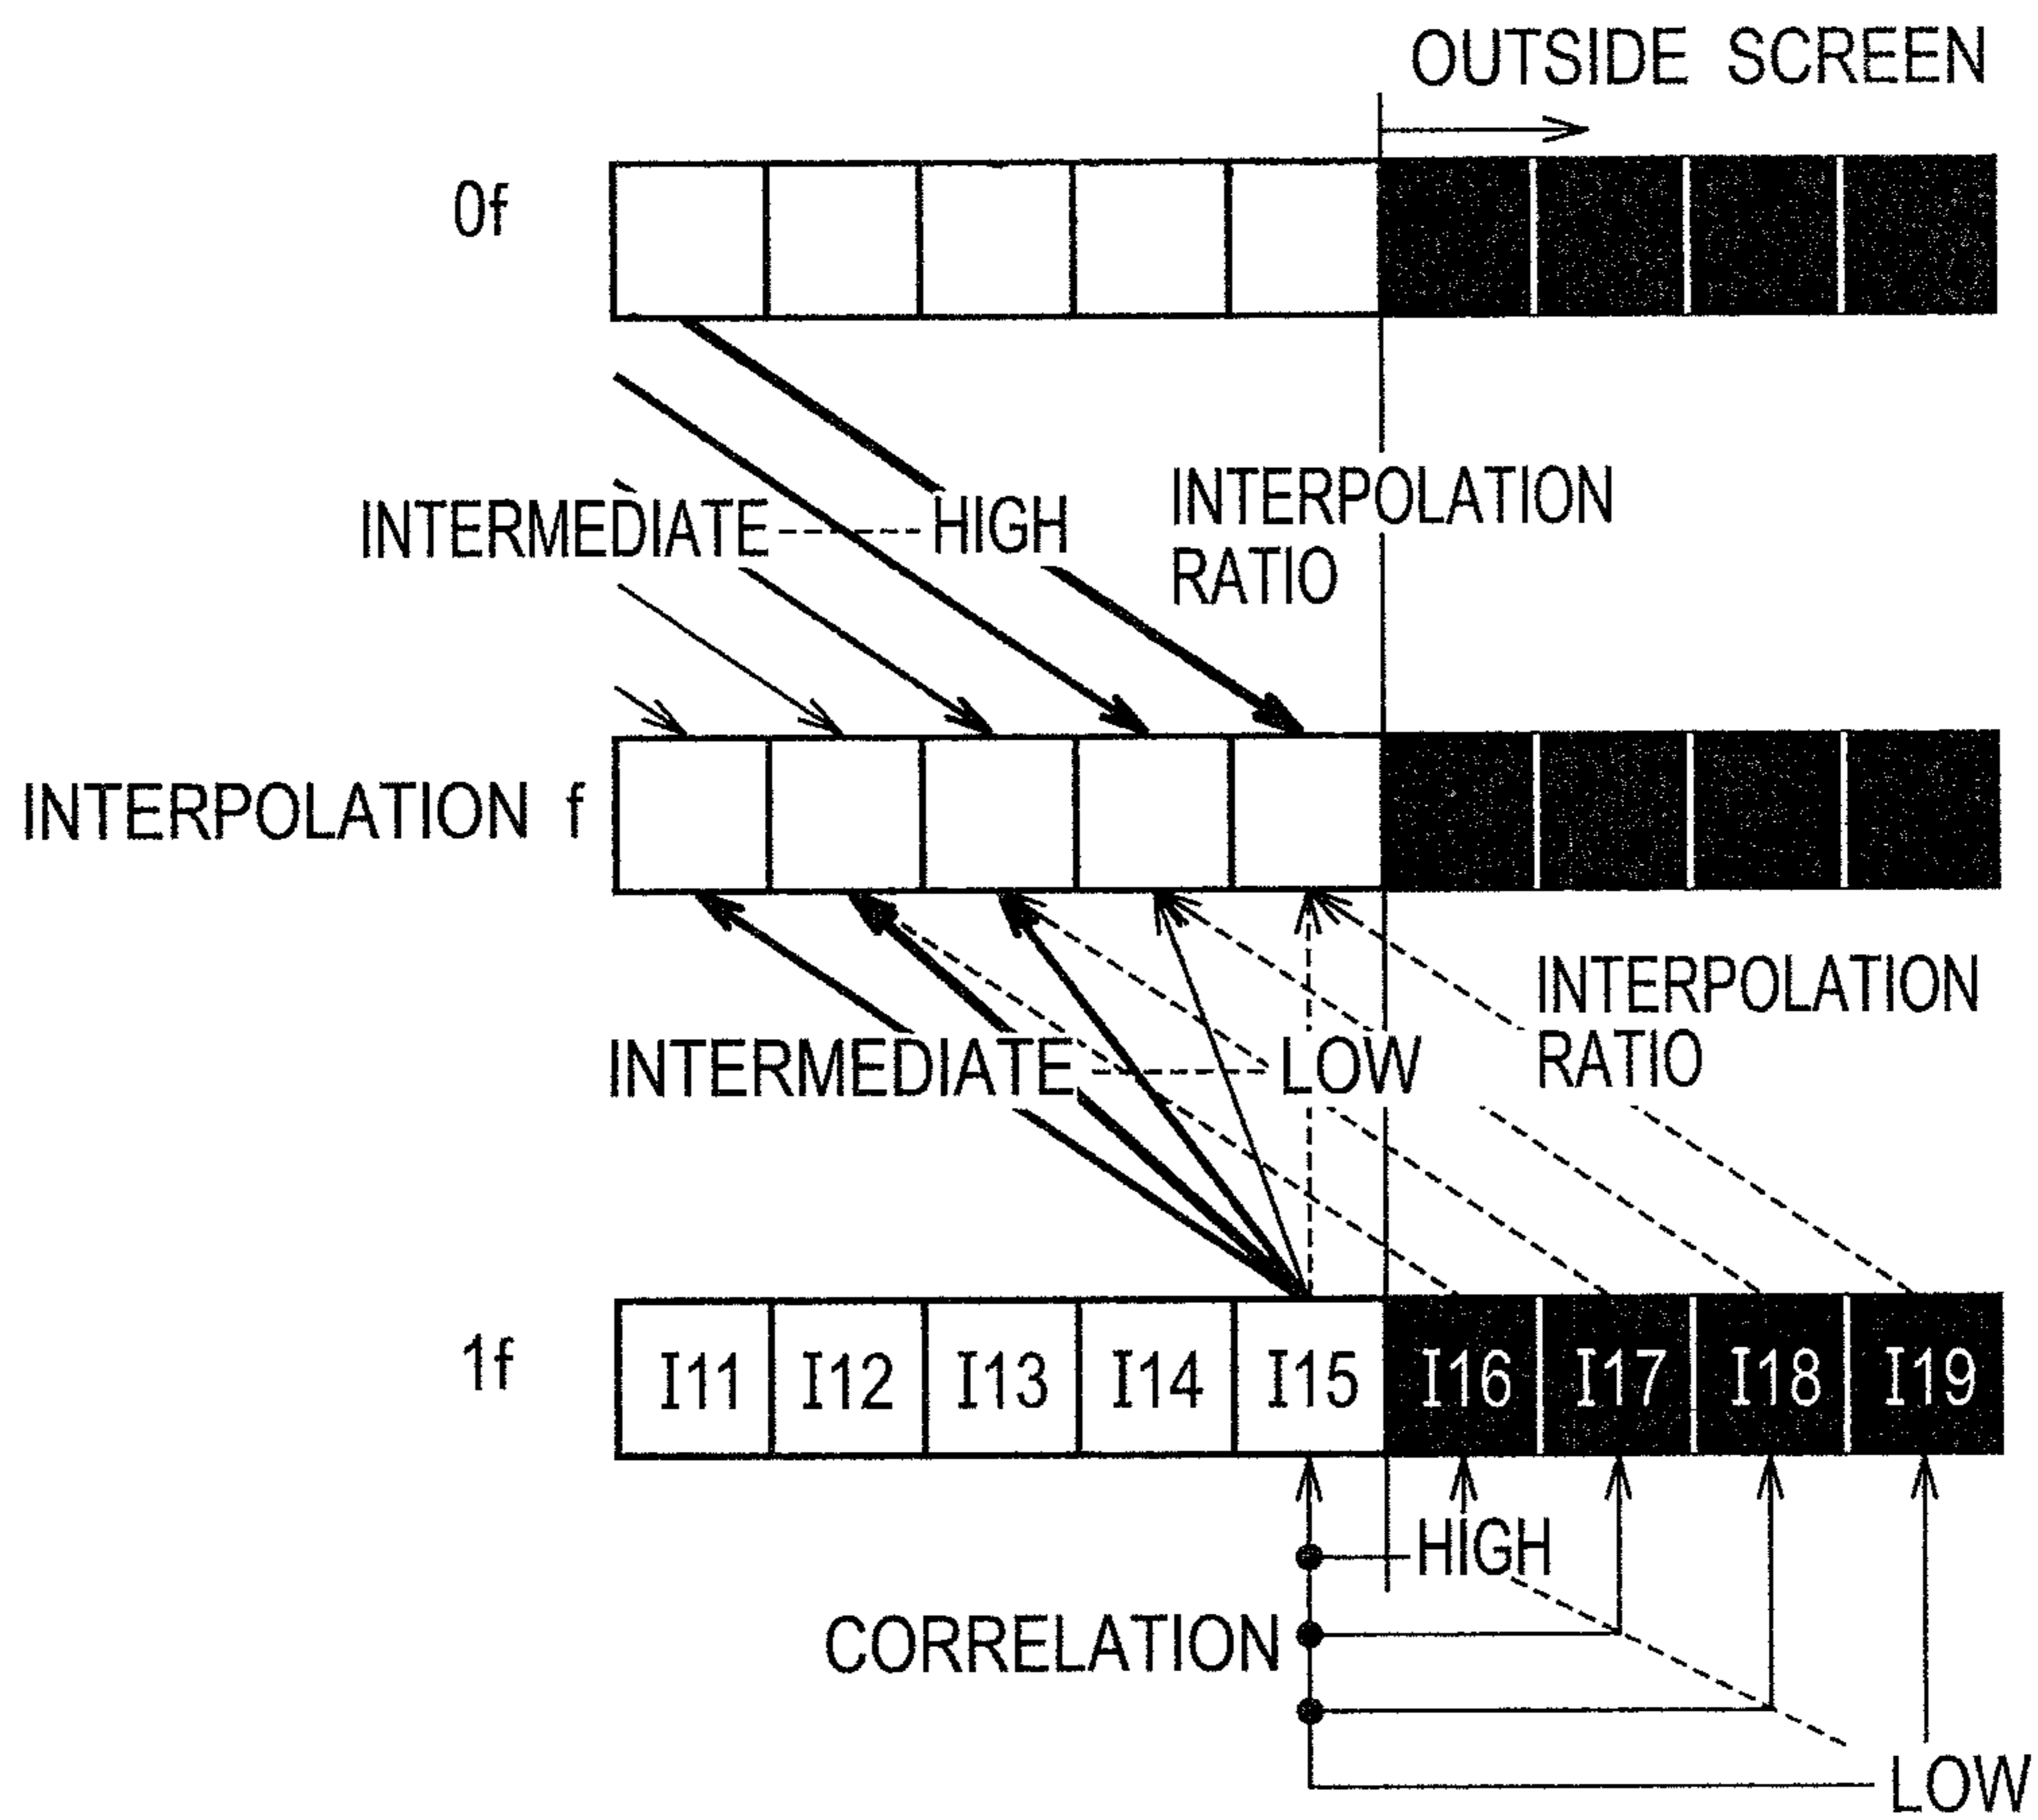 OUTSIDE SCREEN
0f
INTERPOLATION
RATIO
INTERMEDIATE
HIGH
INTERPOLATION f
INTERPOLATION
RATIO
INTERMEDIATE
LOW
1f
I11
I12
I13
I14
I15
I16
I17
I18
I19
HIGH
CORRELATION
LOW